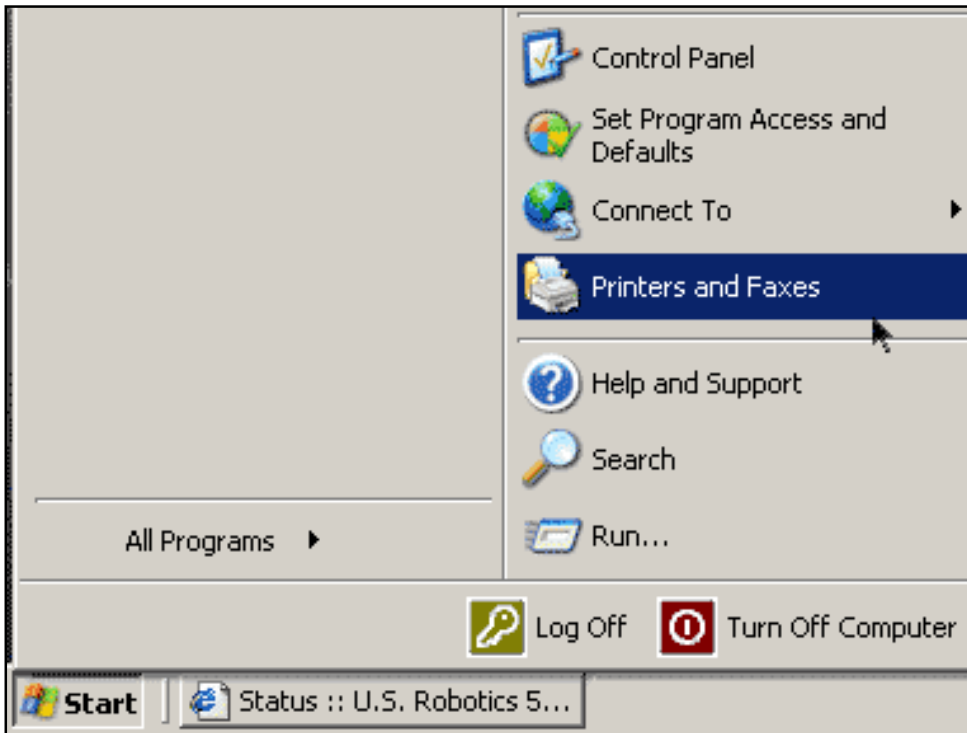 Control Panel
Set Program Access and
Defaults
Connect To
Printers and Faxes
Help and Support
Search
Run...
All Programs
Log Off
Turn Off Computer
Start
Status :: U.S. Robotics 5...